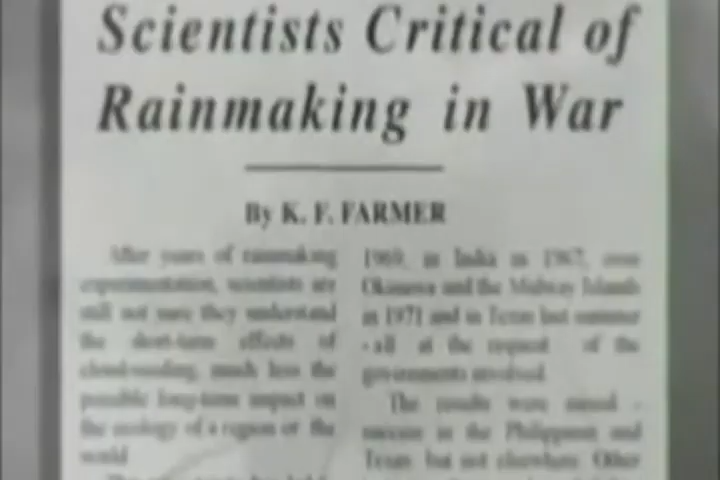 Scientists Critical of
Rainmaking in War
By K. F. FARMER
After years of rainmaking
experimentation, scientists are
still not sure they understand
the short-term effects of
cloud-seeding, much less the
possible long-term impact on
the ecology of a region or the
world
1969, in India in 1967, over
Okinawa and the Midway Islands
in 1971 and in Texas last summer
- all at the request of the
governments involved.
The results were mixed -
success in the Philippines and
Texas but not elsewhere. Other